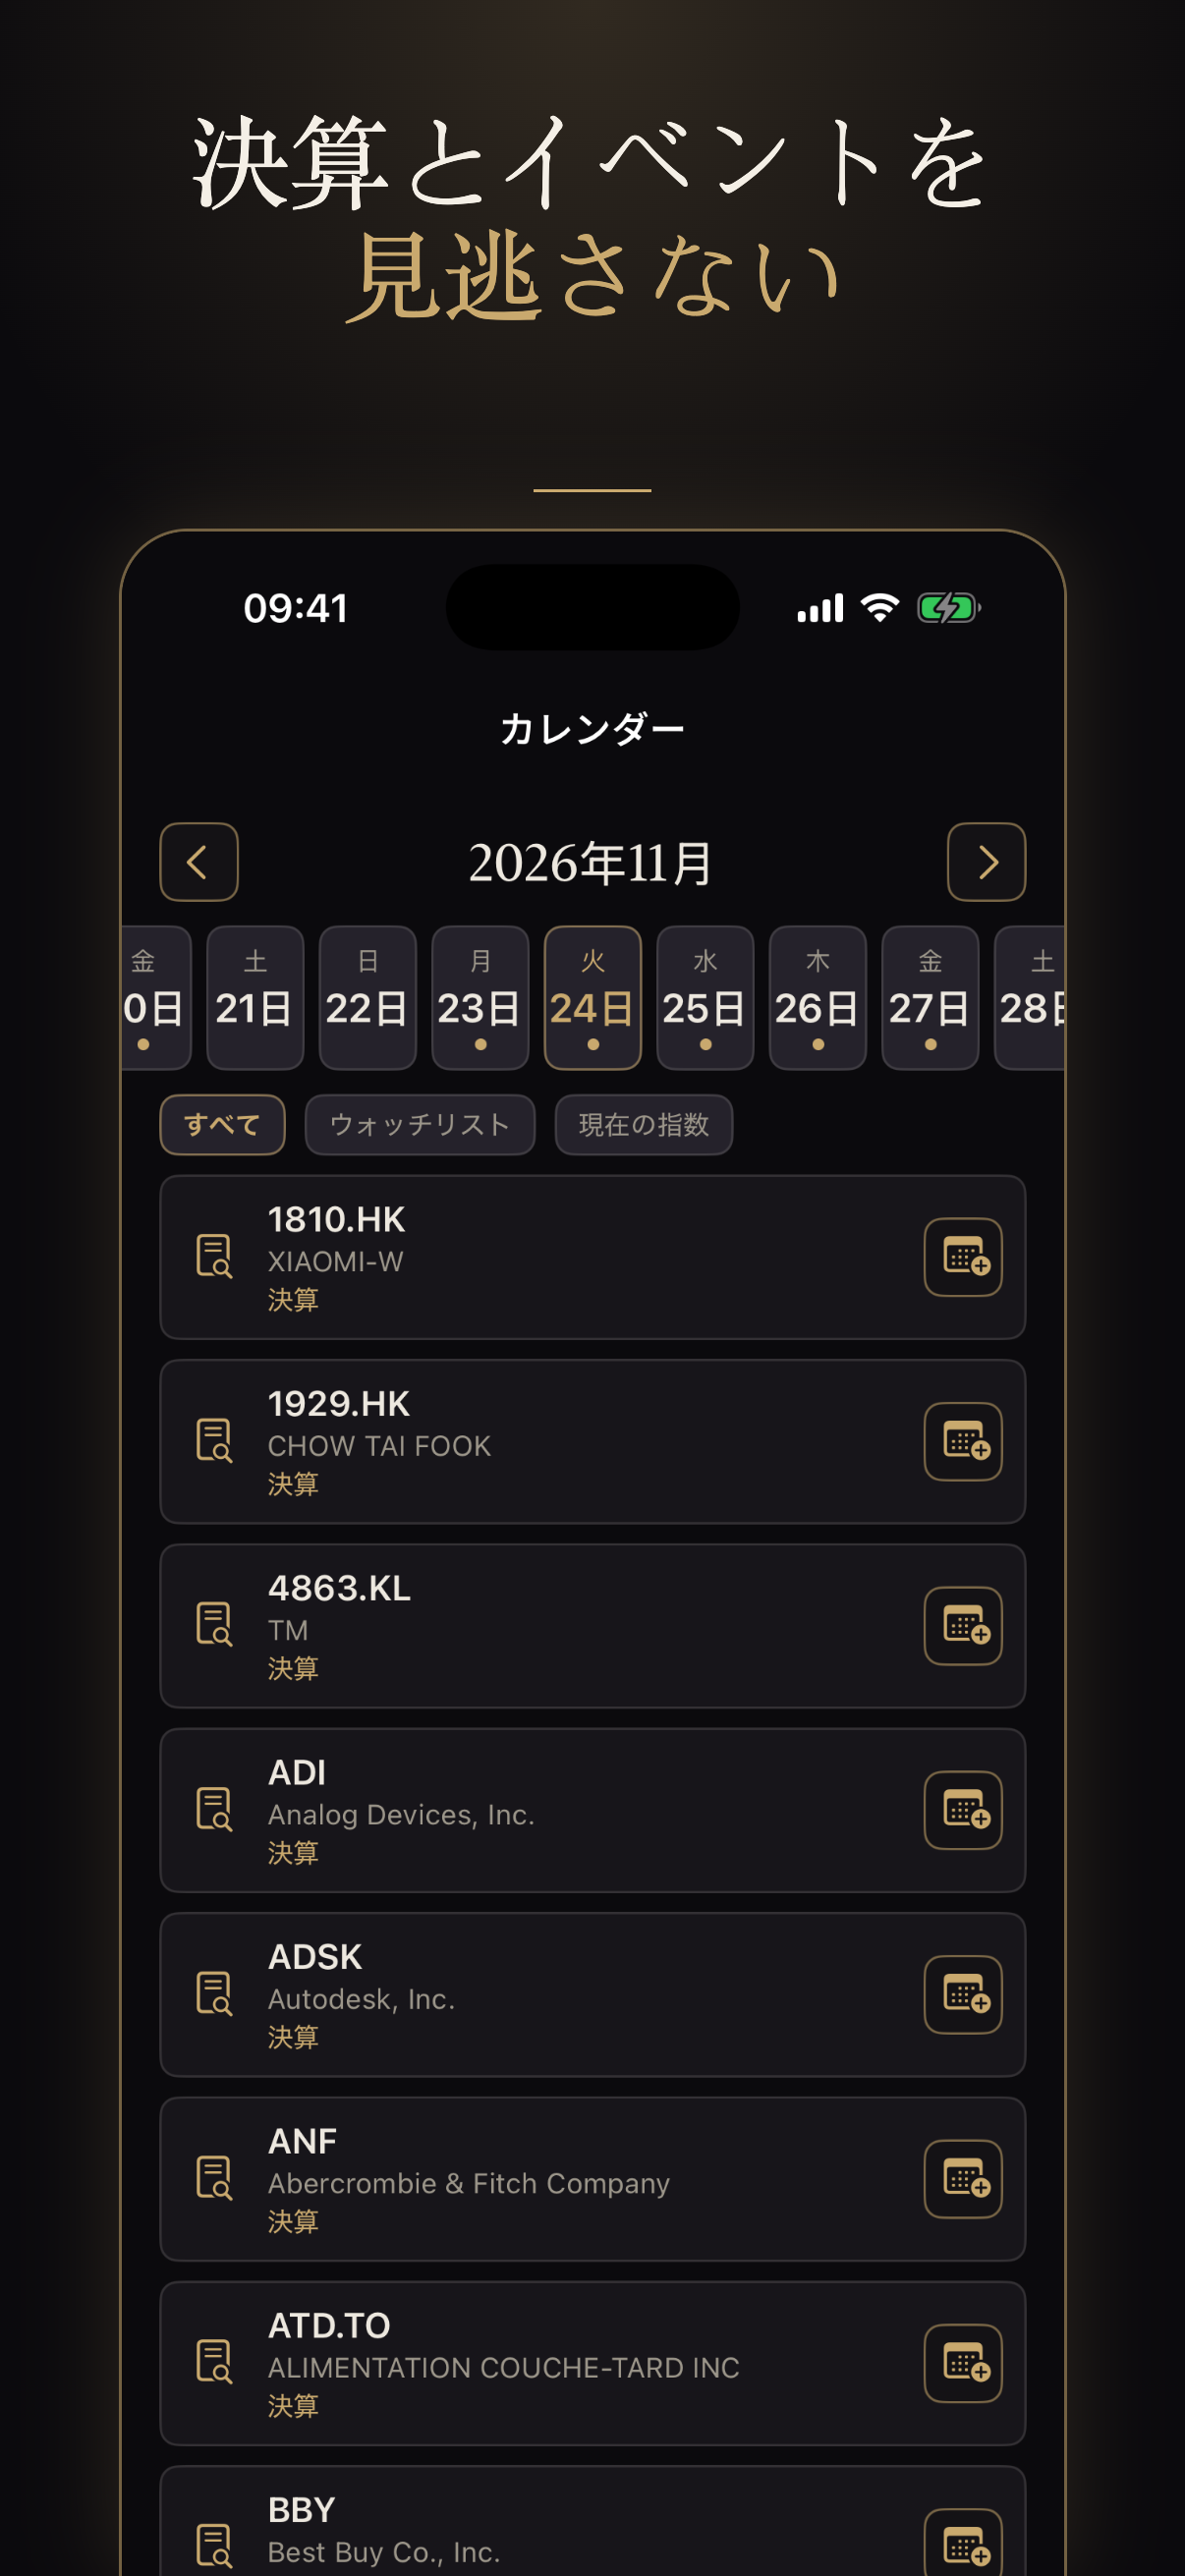 決算とイベントを
見逃さない
09:41
カレンダー
2026年11月
金 土 日 月 火 水 木 金 土
0日 21日 22日 23日 24日 25日 26日 27日 28日
すべて ウォッチリスト 現在の指数
1810.HK
XIAOMI-W
決算
1929.HK
CHOW TAI FOOK
決算
4863.KL
TM
決算
ADI
Analog Devices, Inc.
決算
ADSK
Autodesk, Inc.
決算
ANF
Abercrombie & Fitch Company
決算
ATD.TO
ALIMENTATION COUCHE-TARD INC
決算
BBY
Best Buy Co., Inc.